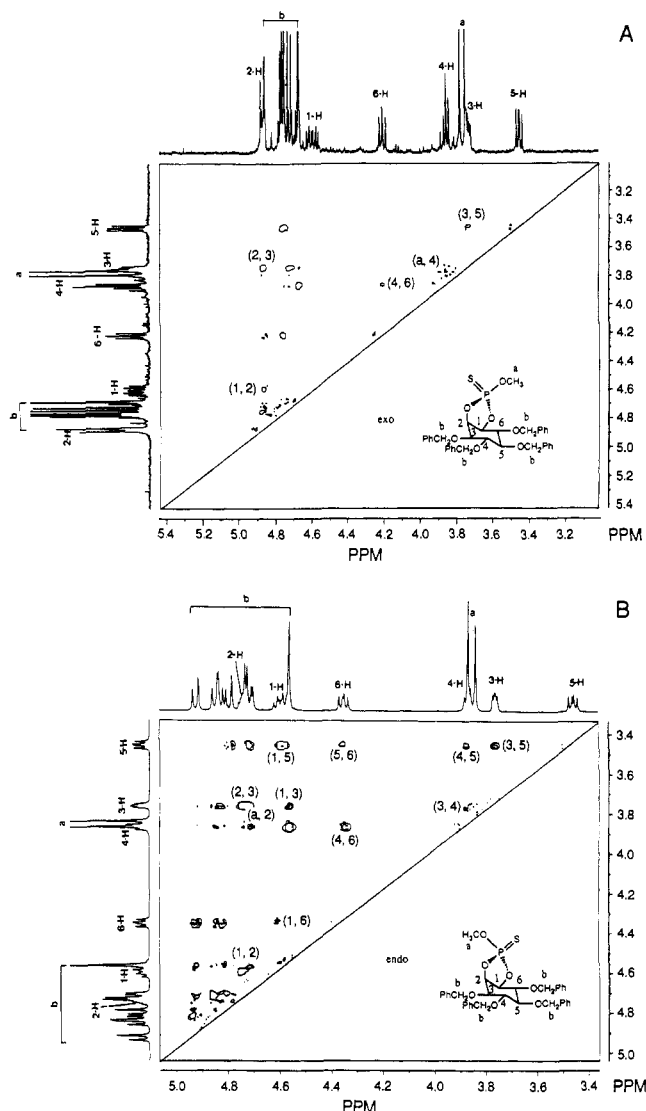 A
b
a
2-H
1-H
6-H
4-H
3-H
5-H
5-H
3-H
a
4-H
6-H
1-H
b
2-H
(3, 5)
(2, 3)
(a, 4)
(4, 6)
(1, 2)
exo
S
P
a
OCH3
O
O
b
2
1
OCH2Ph
b
PhCH2O
3
PhCH2O
4
5
OCH2Ph
b
b
3.2
3.4
3.6
3.8
4.0
4.2
4.4
4.6
4.8
5.0
5.2
5.4
5.4 5.2 5.0 4.8 4.6 4.4 4.2 4.0 3.8 3.6 3.4 3.2
PPM
PPM
B
b
a
2-H
1-H
6-H
4-H
3-H
5-H
5-H
3-H
a
4-H
6-H
1-H
b
2-H
(1, 5)
(5, 6)
(4, 5)
(3, 5)
(2, 3)
(1, 3)
(a, 2)
(3, 4)
(4, 6)
(1, 6)
(1, 2)
endo
H3CO
a
P
S
O
O
b
2
1
6
OCH2Ph
b
PhCH2O
3
PhCH2O
4
5
OCH2Ph
b
b
3.4
3.6
3.8
4.0
4.2
4.4
4.6
4.8
5.0
5.0 4.8 4.6 4.4 4.2 4.0 3.8 3.6 3.4
PPM
PPM